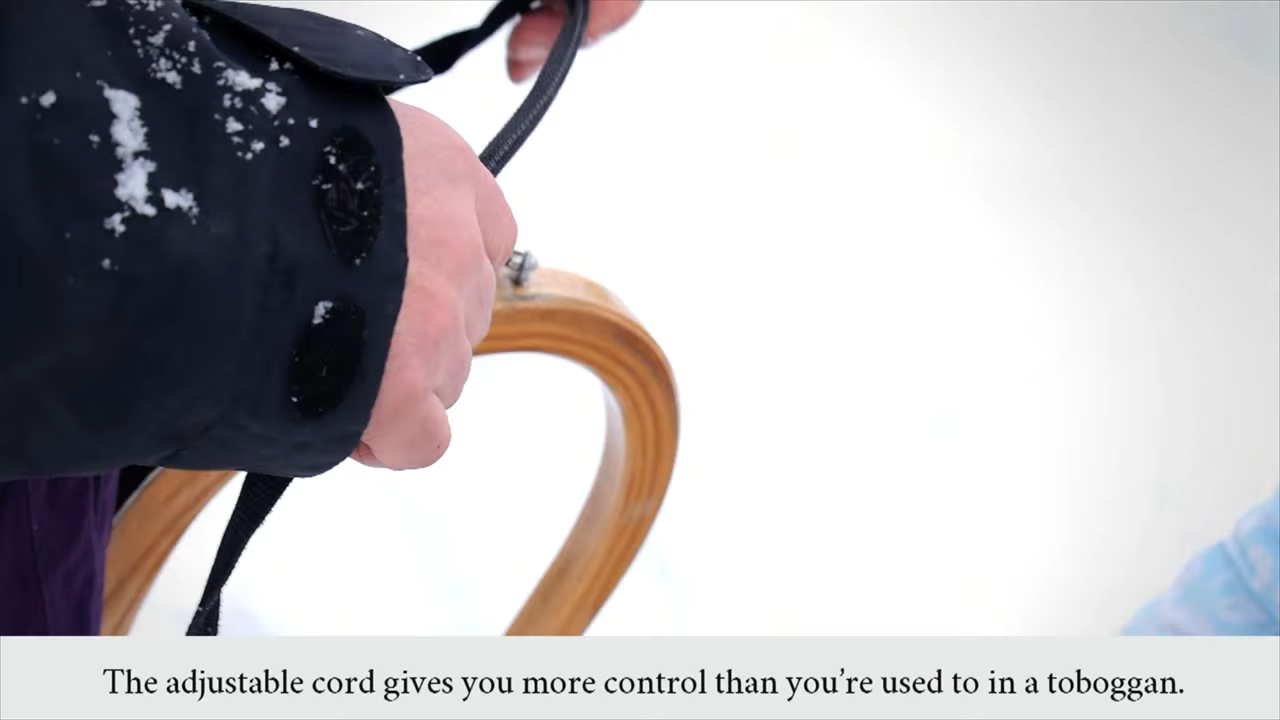 The adjustable cord gives you more control than you’re used to in a toboggan.